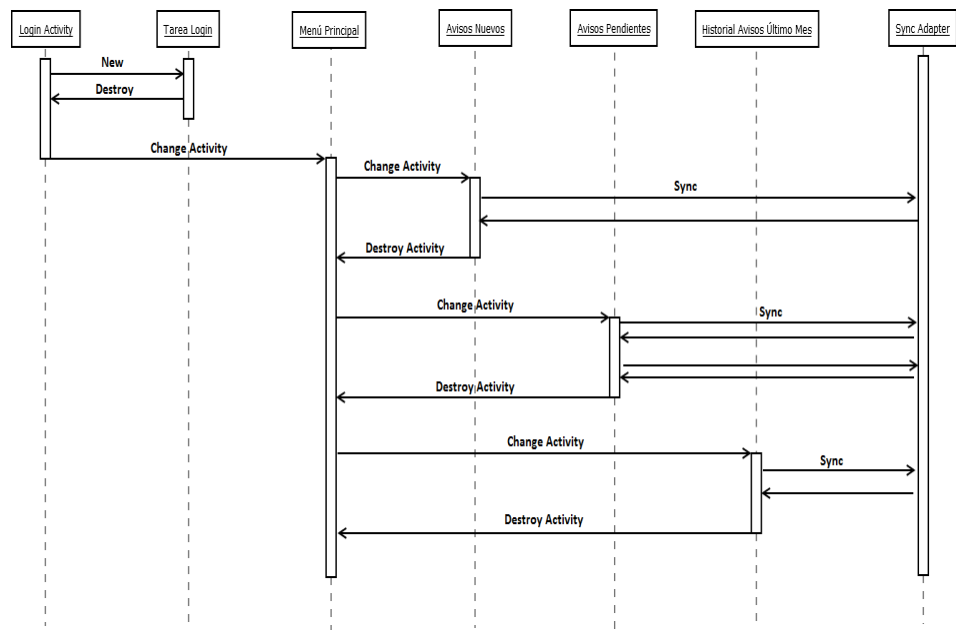 Login Activity
Tarea Login
Menú Principal
Avisos Nuevos
Avisos Pendientes
Historial Avisos Último Mes
Sync Adapter
New
Destroy
Change Activity
Change Activity
Sync
Destroy Activity
Change Activity
Sync
Destroy Activity
Change Activity
Sync
Destroy Activity